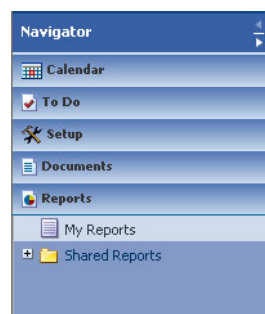 Navigator
Calendar
To Do
Setup
Documents
Reports
My Reports
Shared Reports